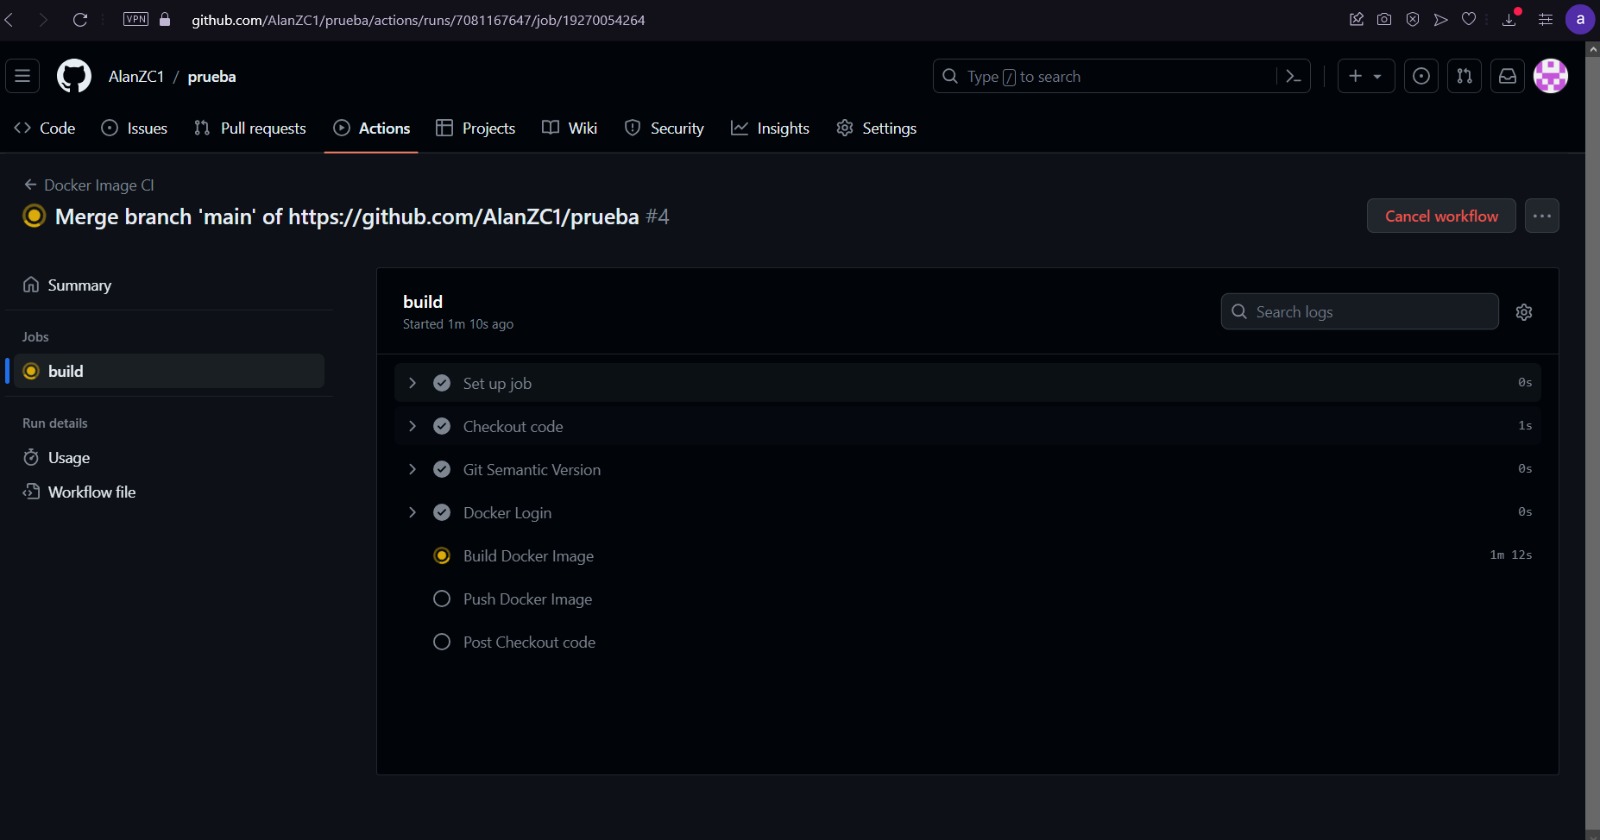 VPN github.com/AlanZC1/prueba/actions/runs/7081167647/job/19270054264 a
AlanZC1 / prueba Type / to search
Code Issues Pull requests Actions Projects Wiki Security Insights Settings
Docker Image CI
Merge branch 'main' of https://github.com/AlanZC1/prueba #4 Cancel workflow
Summary
Jobs
build
Run details
Usage
Workflow file
build
Started 1m 10s ago
Search logs
Set up job 0s
Checkout code 1s
Git Semantic Version 0s
Docker Login 0s
Build Docker Image 1m 12s
Push Docker Image
Post Checkout code